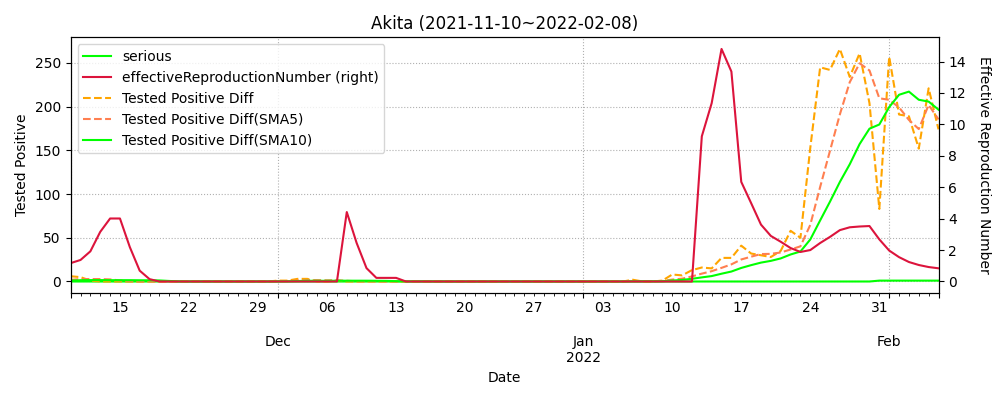 Akita (2021-11-10~2022-02-08)
serious
effectiveReproductionNumber (right)
Tested Positive Diff
Tested Positive Diff(SMA5)
Tested Positive Diff(SMA10)
Tested Positive
250
200
150
100
50
0
14
12
10
8
6
4
2
0
Effective Reproduction Number
15 22 29 06 13 20 27 03 10 17 24 31
Dec Jan Feb
2022
Date